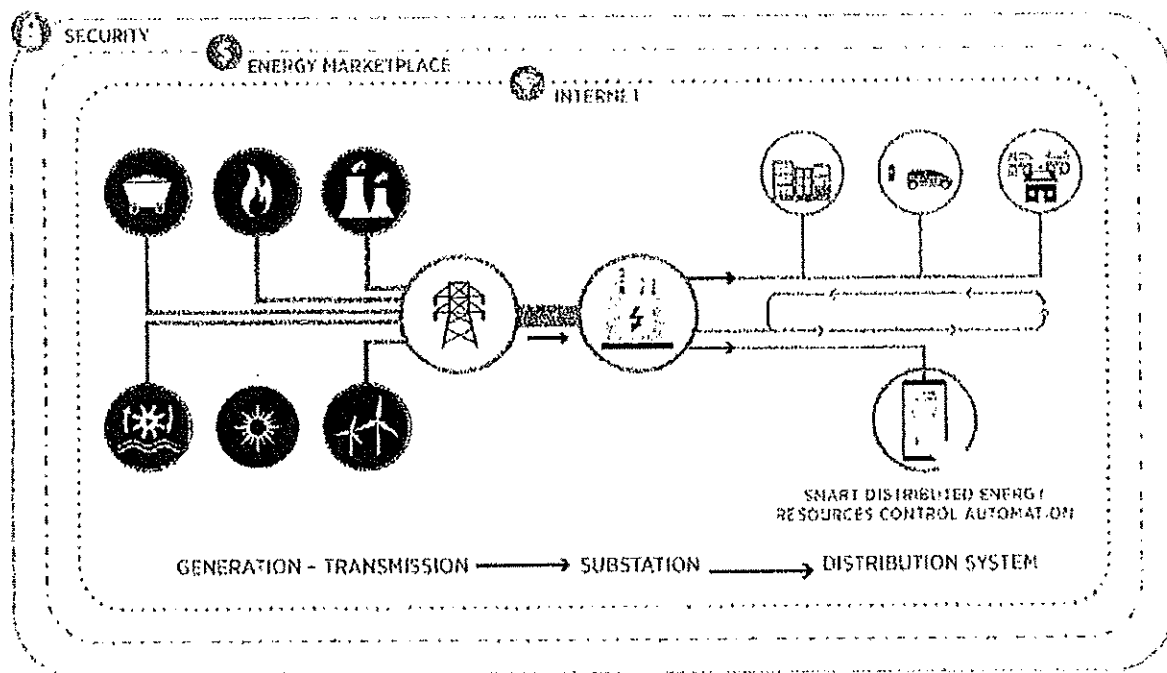 SECURITY
ENERGY MARKETPLACE
INTERNET
SMART DISTRIBUTED ENERGY
RESOURCES CONTROL AUTOMATION
GENERATION - TRANSMISSION
SUBSTATION
DISTRIBUTION SYSTEM